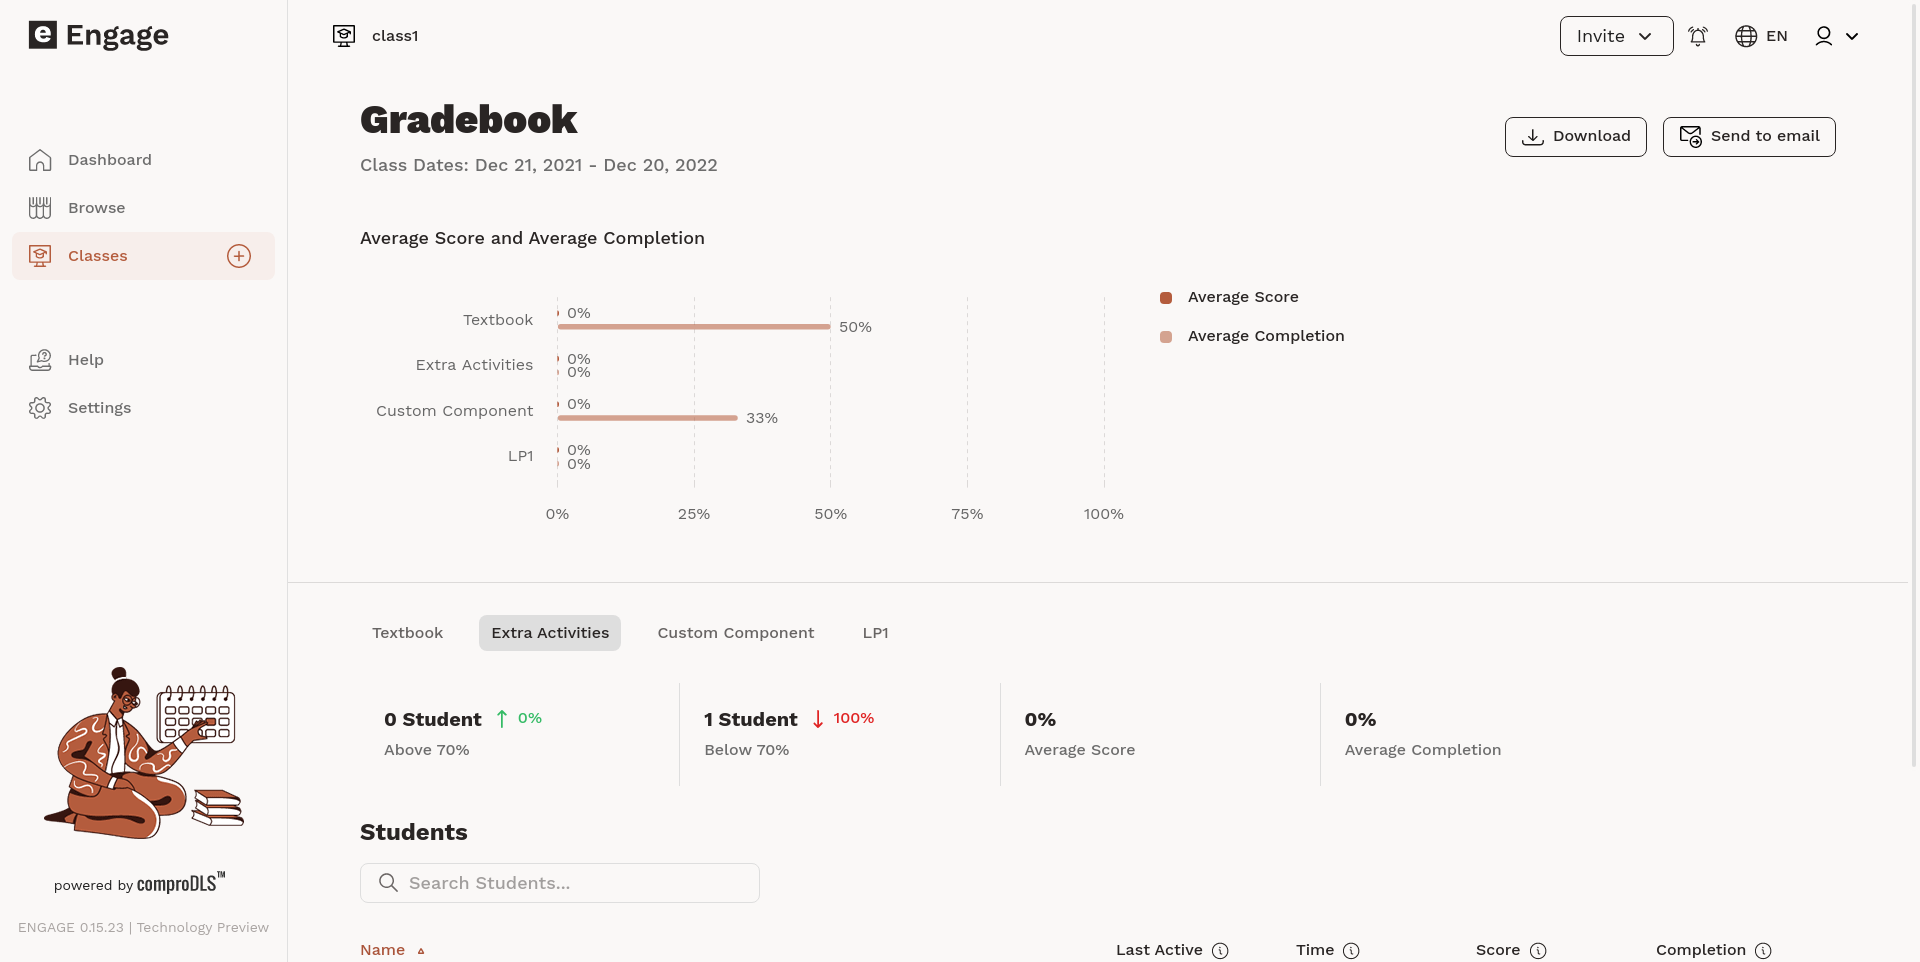 e Engage
class1
Invite
EN
Dashboard
Browse
Classes
Help
Settings
powered by comproDLS™
ENGAGE 0.15.23 | Technology Preview
Gradebook
Class Dates: Dec 21, 2021 - Dec 20, 2022
Download
Send to email
Average Score and Average Completion
Textbook
0%
50%
Extra Activities
0%
0%
Custom Component
0%
33%
LP1
0%
0%
0% 25% 50% 75% 100%
Average Score
Average Completion
Textbook Extra Activities Custom Component LP1
0 Student 0%
Above 70%
1 Student 100%
Below 70%
0%
Average Score
0%
Average Completion
Students
Search Students...
Name Last Active Time Score Completion